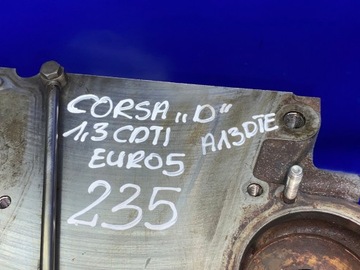 CORSA „D"
1,3 CDTI A13DTE
EURO5
235